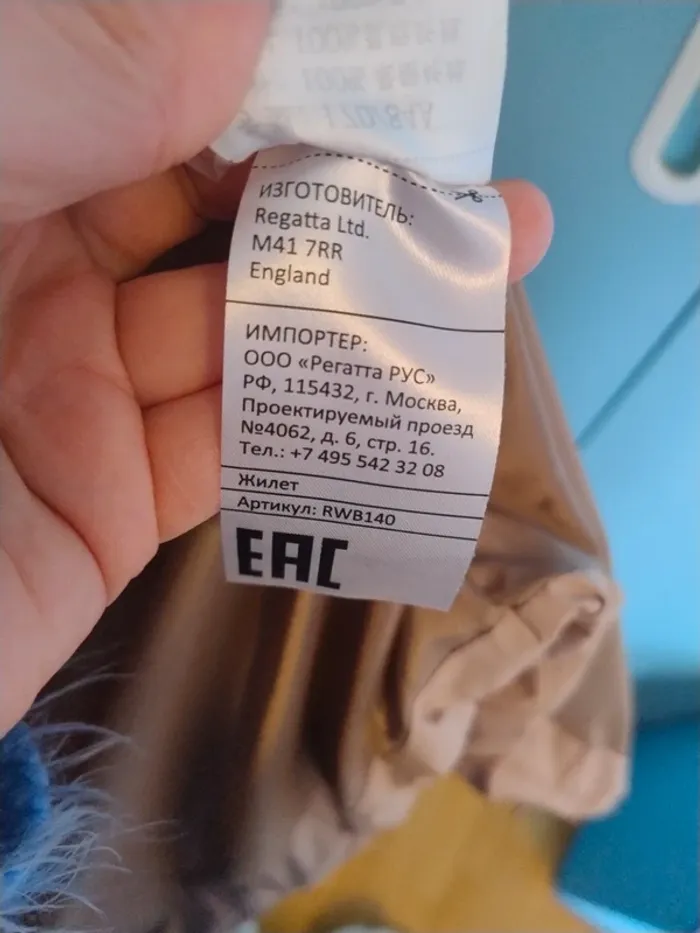 ИЗГОТОВИТЕЛЬ:
Regatta Ltd.
M41 7RR
England
ИМПОРТЕР:
ООО «Регатта РУС»
РФ, 115432, г. Москва,
Проектируемый проезд
№4062, д. 6, стр. 16.
Тел.: +7 495 542 32 08
Жилет
Артикул: RWB140
EAC